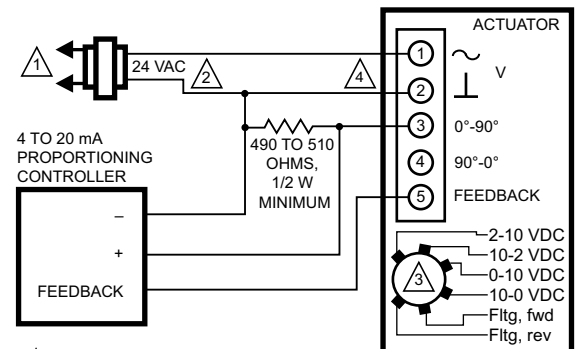 ACTUATOR
1
24 VAC
2
4
1
V
2
4 TO 20 mA
PROPORTIONING
CONTROLLER
490 TO 510
OHMS,
1/2 W
MINIMUM
3
0°-90°
4
90°-0°
5
FEEDBACK
–
+
FEEDBACK
3
2-10 VDC
10-2 VDC
0-10 VDC
10-0 VDC
Fltg, fwd
Fltg, rev